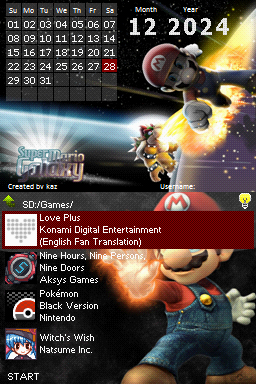 Su Mo Tu We Th Fr Sa
01 02 03 04 05 06 07
08 09 10 11 12 13 14
15 16 17 18 19 20 21
22 23 24 25 26 27 28
29 30 31
Month Year
12 2024
Super Mario
Galaxy
Created by kaz
Username:
SD:/Games/
Love Plus
Konami Digital Entertainment
(English Fan Translation)
Nine Hours, Nine Persons,
Nine Doors
Aksys Games
Pokémon
Black Version
Nintendo
Witch's Wish
Natsume Inc.
START